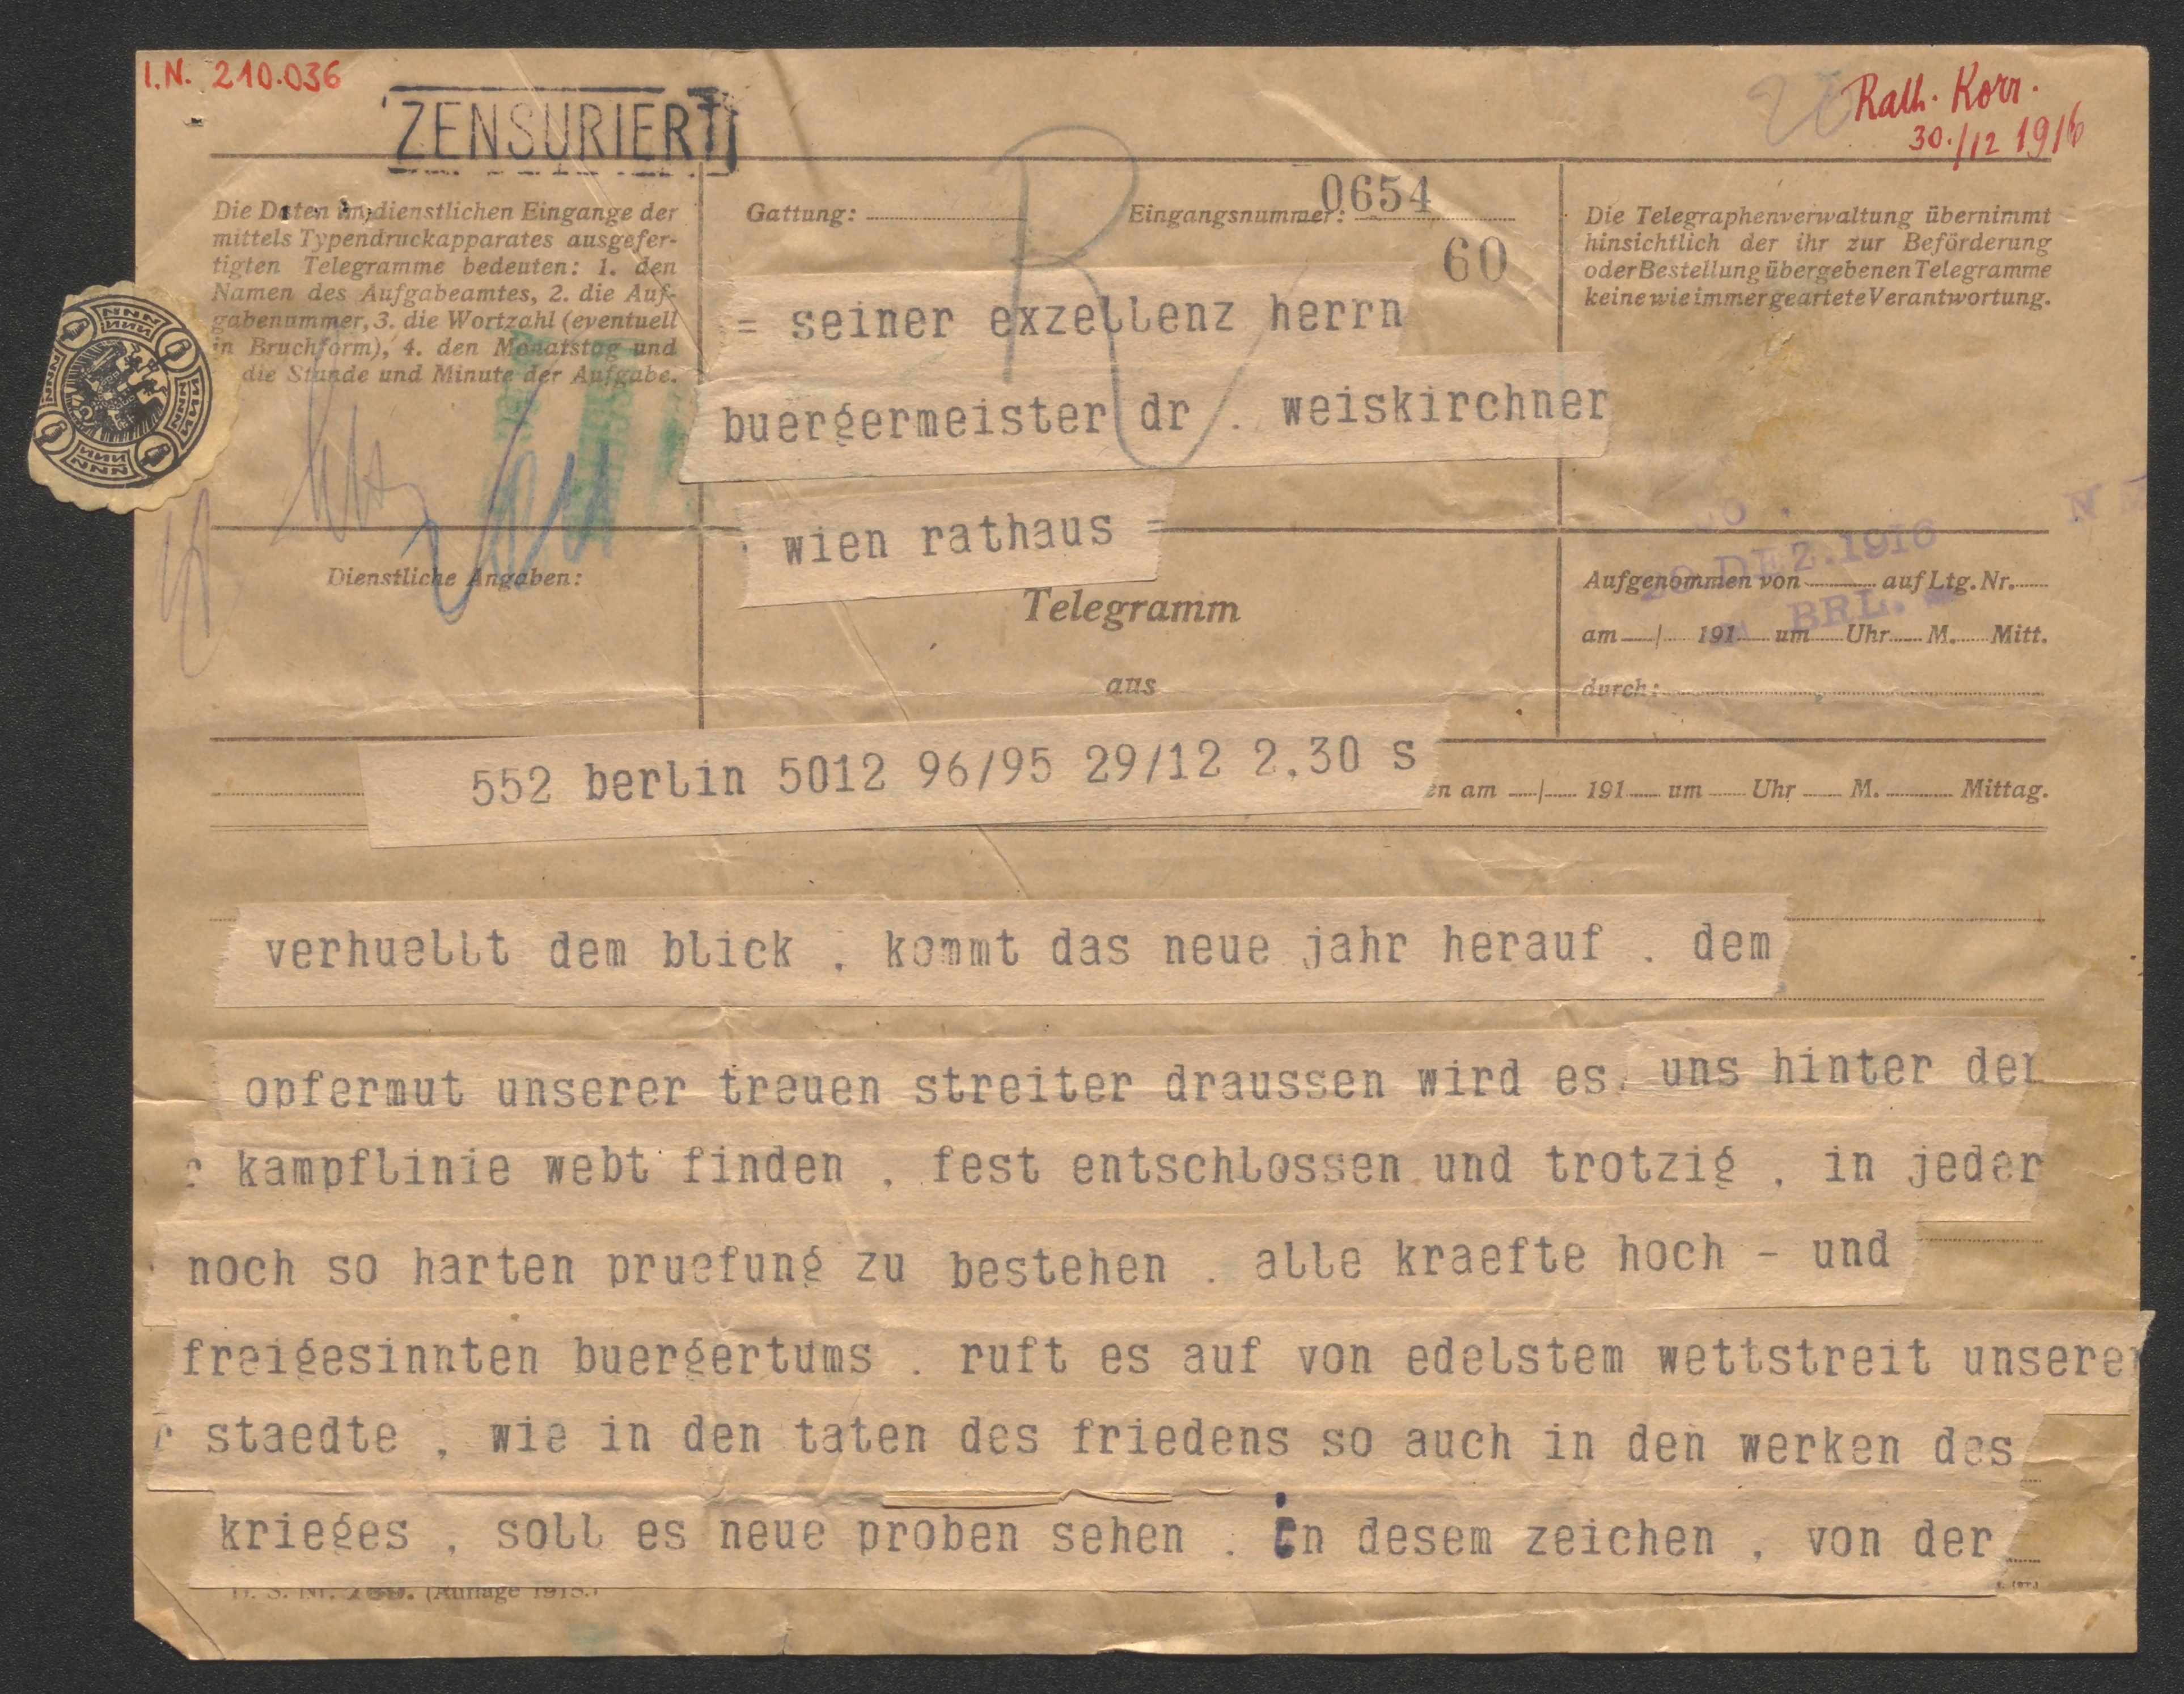 I.N. 210.036
ZENSURIERT
Rath. Korr.
30./12 1916
Die Daten im dienstlichen Eingange der
mittels Typendruckapparates ausgefer-
tigten Telegramme bedeuten: 1. den
Namen des Aufgabeamtes, 2. die Auf-
gabenummer, 3. die Wortzahl (eventuell
in Bruchform), 4. den Monatstag und
die Stunde und Minute der Aufgabe.
Gattung:
Eingangsnummer: 0654
60
R
Die Telegraphenverwaltung übernimmt
hinsichtlich der ihr zur Beförderung
oder Bestellung übergebenen Telegramme
keine wie immer geartete Verantwortung.
= seiner exzellenz herrn
buergermeister dr . weiskirchner
wien rathaus =
Dienstliche Angaben:
Telegramm
aus
DEZ.1916
BRL.
Aufgenommen von auf Ltg. Nr.
am / 191 um Uhr M. Mitt.
durch:
552 berlin 5012 96/95 29/12 2.30 s
en am / 191 um Uhr M. Mittag.
verhuellt dem blick , kommt das neue jahr herauf . dem
opfermut unserer treuen streiter draussen wird es uns hinter der
r kampflinie webt finden , fest entschlossen und trotzig , in jeder
noch so harten pruefung zu bestehen . alle kraefte hoch - und
freigesinnten buergertums . ruft es auf von edelstem wettstreit unserer
r staedte , wie in den taten des friedens so auch in den werken des
krieges , soll es neue proben sehen . in desem zeichen , von der
(Auflage 1915.)